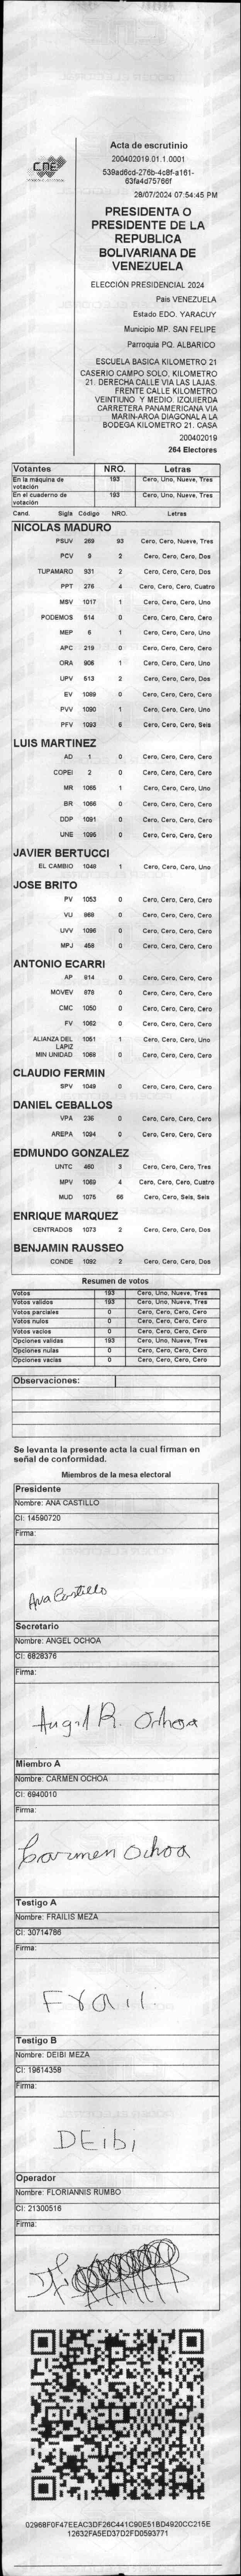 CNE
Acta de escrutinio
200402019.01.1.0001
539ad6cd-276b-4c8f-a161-
63fa4d75766f
28/07/2024 07:54:45 PM
PRESIDENTA O
PRESIDENTE DE LA
REPUBLICA
BOLIVARIANA DE
VENEZUELA
ELECCIÓN PRESIDENCIAL 2024
Pais VENEZUELA
Estado EDO. YARACUY
Municipio MP. SAN FELIPE
Parroquia PQ. ALBARICO
ESCUELA BASICA KILOMETRO 21
CASERIO CAMPO SOLO, KILOMETRO
21. DERECHA CALLE VIA LAS LAJAS.
FRENTE CALLE KILOMETRO
VEINTIUNO Y MEDIO. IZQUIERDA
CARRETERA PANAMERICANA VIA
MARIN-AROA DIAGONAL A LA
BODEGA KILOMETRO 21. CASA
200402019
264 Electores
Votantes NRO. Letras
En la máquina de votación 193 Cero, Uno, Nueve, Tres
En el cuaderno de votación 193 Cero, Uno, Nueve, Tres
Cand. Sigla Código NRO. Letras
NICOLAS MADURO
PSUV 269 93 Cero, Cero, Nueve, Tres
PCV 9 2 Cero, Cero, Cero, Dos
TUPAMARO 931 2 Cero, Cero, Cero, Dos
PPT 276 4 Cero, Cero, Cero, Cuatro
MSV 1017 1 Cero, Cero, Cero, Uno
PODEMOS 514 0 Cero, Cero, Cero, Cero
MEP 6 1 Cero, Cero, Cero, Uno
APC 219 0 Cero, Cero, Cero, Cero
ORA 906 1 Cero, Cero, Cero, Uno
UPV 513 2 Cero, Cero, Cero, Dos
EV 1089 0 Cero, Cero, Cero, Cero
PVV 1090 1 Cero, Cero, Cero, Uno
PFV 1093 6 Cero, Cero, Cero, Seis
LUIS MARTINEZ
AD 1 0 Cero, Cero, Cero, Cero
COPEI 2 0 Cero, Cero, Cero, Cero
MR 1065 1 Cero, Cero, Cero, Uno
BR 1066 0 Cero, Cero, Cero, Cero
DDP 1091 0 Cero, Cero, Cero, Cero
UNE 1095 0 Cero, Cero, Cero, Cero
JAVIER BERTUCCI
EL CAMBIO 1048 1 Cero, Cero, Cero, Uno
JOSE BRITO
PV 1053 0 Cero, Cero, Cero, Cero
VU 868 0 Cero, Cero, Cero, Cero
UVV 1096 0 Cero, Cero, Cero, Cero
MPJ 458 0 Cero, Cero, Cero, Cero
ANTONIO ECARRI
AP 914 0 Cero, Cero, Cero, Cero
MOVEV 979 0 Cero, Cero, Cero, Cero
CMC 1050 0 Cero, Cero, Cero, Cero
FV 1062 0 Cero, Cero, Cero, Cero
ALIANZA DEL LAPIZ 1051 1 Cero, Cero, Cero, Uno
MIN UNIDAD 1068 0 Cero, Cero, Cero, Cero
CLAUDIO FERMIN
SPV 1049 0 Cero, Cero, Cero, Cero
DANIEL CEBALLOS
VPA 236 0 Cero, Cero, Cero, Cero
AREPA 1094 0 Cero, Cero, Cero, Cero
EDMUNDO GONZALEZ
UNTC 460 3 Cero, Cero, Cero, Tres
MPV 1069 4 Cero, Cero, Cero, Cuatro
MUD 1075 66 Cero, Cero, Seis, Seis
ENRIQUE MARQUEZ
CENTRADOS 1073 2 Cero, Cero, Cero, Dos
BENJAMIN RAUSSEO
CONDE 1092 2 Cero, Cero, Cero, Dos
Resumen de votos
Votos 193 Cero, Uno, Nueve, Tres
Votos validos 193 Cero, Uno, Nueve, Tres
Votos parciales 0 Cero, Cero, Cero, Cero
Votos nulos 0 Cero, Cero, Cero, Cero
Votos vacios 0 Cero, Cero, Cero, Cero
Opciones validas 193 Cero, Uno, Nueve, Tres
Opciones nulas 0 Cero, Cero, Cero, Cero
Opciones vacias 0 Cero, Cero, Cero, Cero
Observaciones:
Se levanta la presente acta la cual firman en
señal de conformidad.
Miembros de la mesa electoral
Presidente
Nombre: ANA CASTILLO
CI: 14590720
Firma:
Ana Castillo
Secretario
Nombre: ANGEL OCHOA
CI: 6828376
Firma:
Angel R. Ochoa
Miembro A
Nombre: CARMEN OCHOA
CI: 6940010
Firma:
Carmen Ochoa
Testigo A
Nombre: FRAILIS MEZA
CI: 30714786
Firma:
Frail.
Testigo B
Nombre: DEIBI MEZA
CI: 19614358
Firma:
DEibi
Operador
Nombre: FLORIANNIS RUMBO
CI: 21300516
Firma:
02968F0F47EEAC3DF26C441C90E51BD4920CC215E
12632FA5ED37D2FD0593771